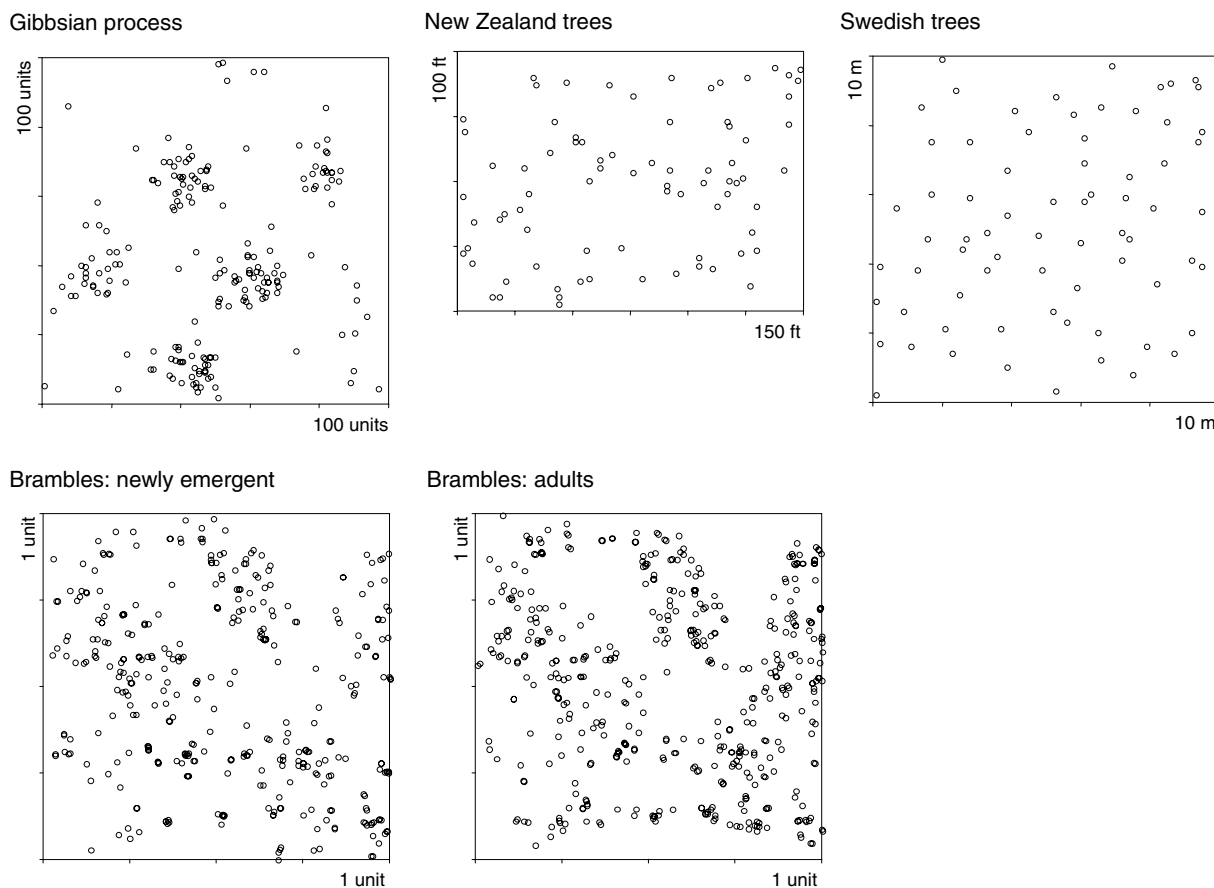 Gibbsian process
New Zealand trees
Swedish trees
100 units
100 units
100 ft
150 ft
10 m
10 m
Brambles: newly emergent
Brambles: adults
1 unit
1 unit
1 unit
1 unit